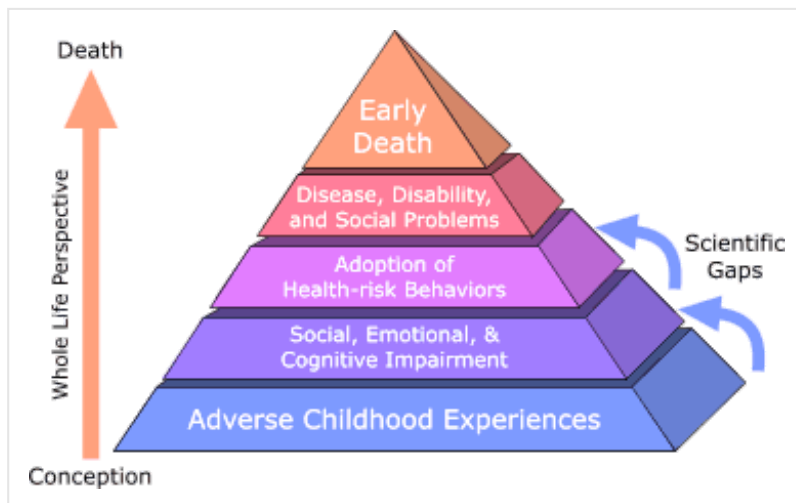 Death
Early
Death
Disease, Disability,
and Social Problems
Scientific
Gaps
Adoption of
Health-risk Behaviors
Whole Life Perspective
Social, Emotional, &
Cognitive Impairment
Adverse Childhood Experiences
Conception